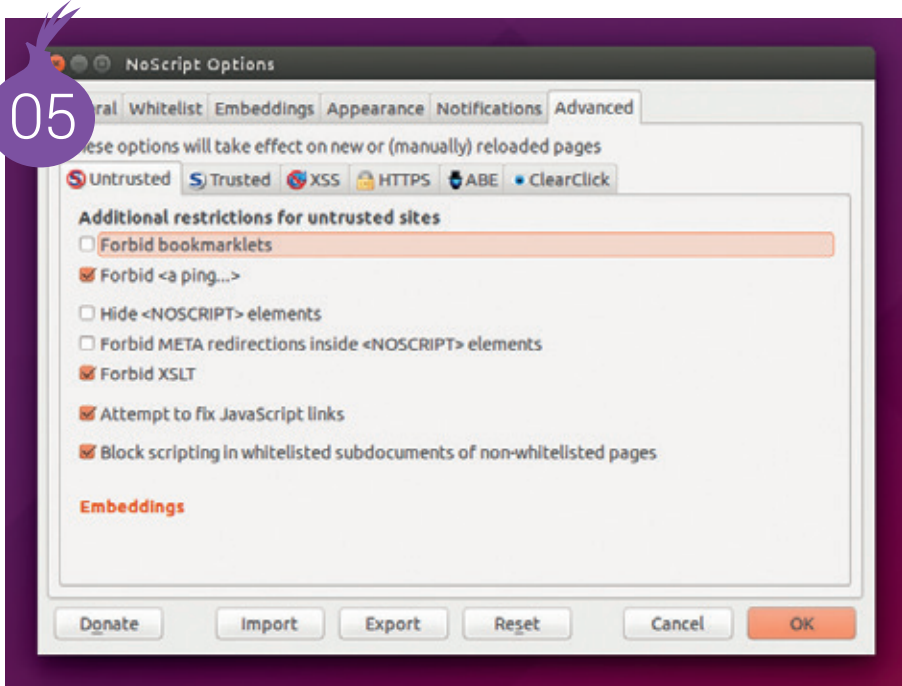 05
NoScript Options
ral Whitelist Embeddings Appearance Notifications Advanced
ese options will take effect on new or (manually) reloaded pages
Untrusted Trusted XSS HTTPS ABE ClearClick
Additional restrictions for untrusted sites
Forbid bookmarklets
Forbid <a ping...>
Hide <NOSCRIPT> elements
Forbid META redirections inside <NOSCRIPT> elements
Forbid XSLT
Attempt to fix JavaScript links
Block scripting in whitelisted subdocuments of non-whitelisted pages
Embeddings
Donate Import Export Reset Cancel OK